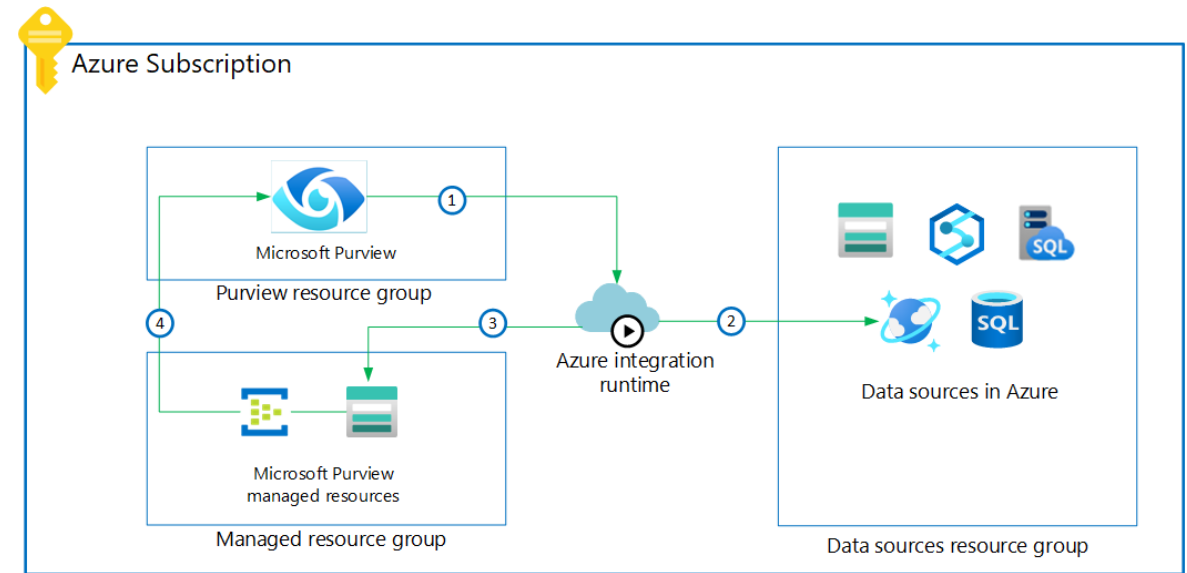 Azure Subscription
1
Microsoft Purview
Purview resource group
SQL
4
3
2
SQL
Azure integration
runtime
Data sources in Azure
Microsoft Purview
managed resources
Managed resource group
Data sources resource group